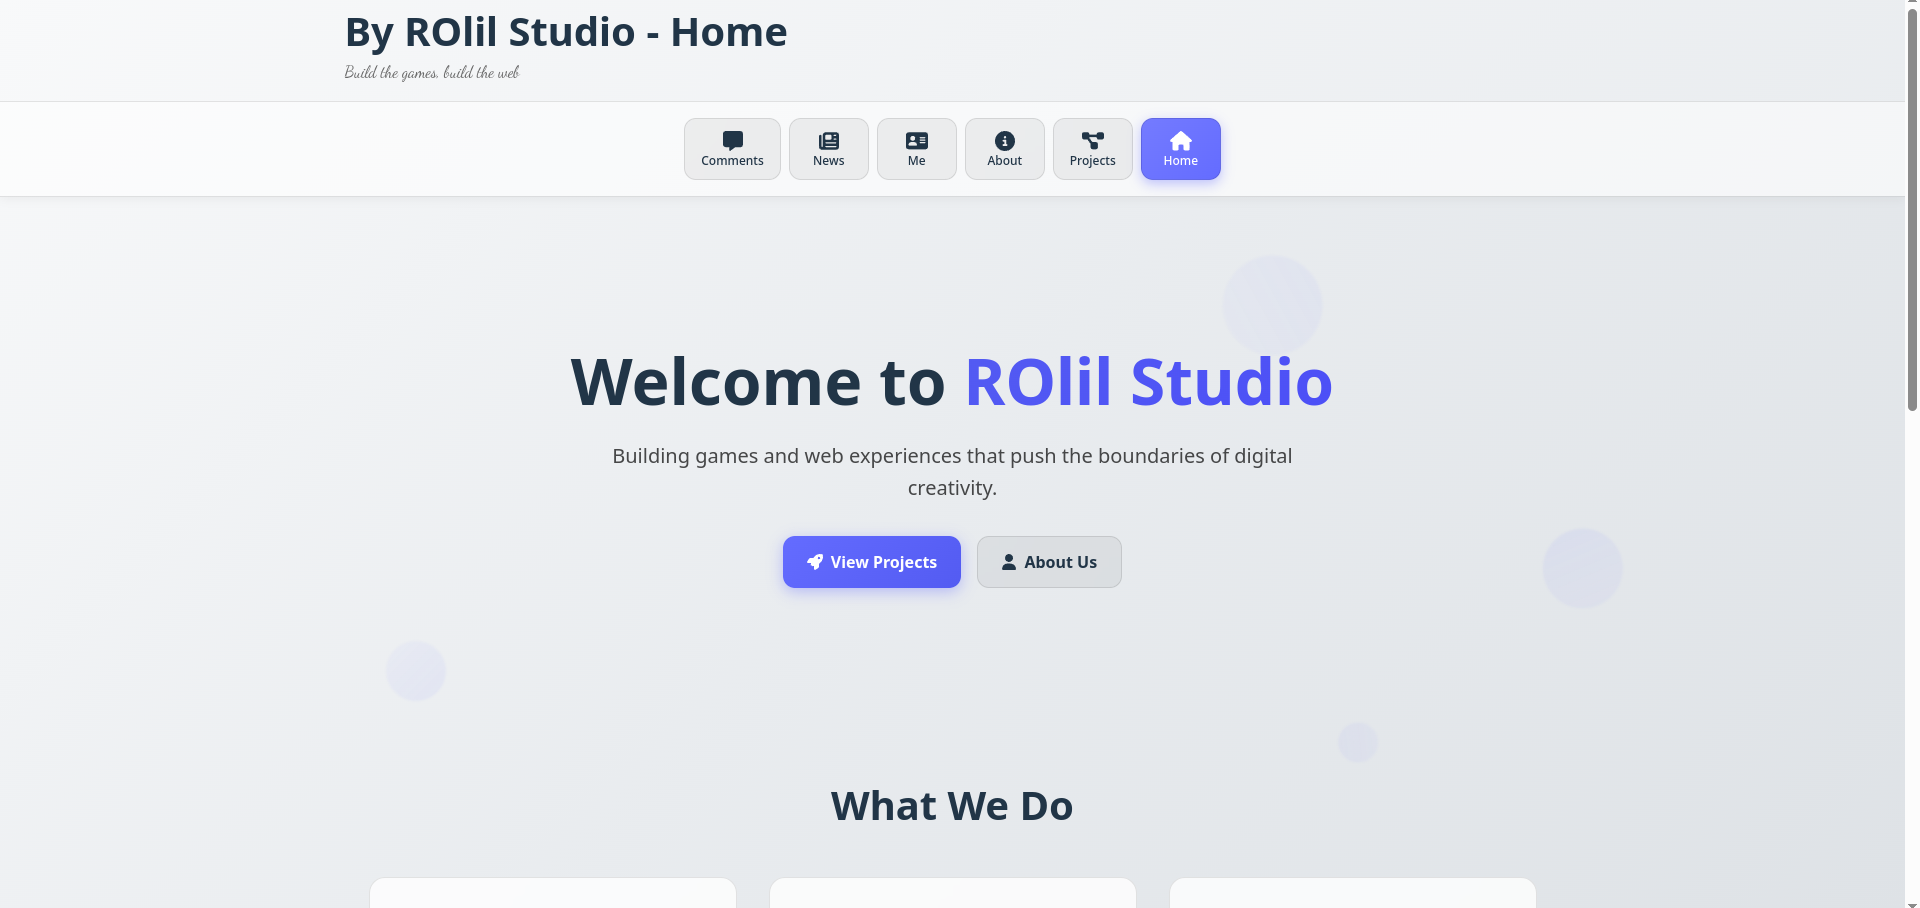 By ROlil Studio - Home
Build the games, build the web
Comments
News
Me
About
Projects
Home
Welcome to ROlil Studio
Building games and web experiences that push the boundaries of digital
creativity.
View Projects
About Us
What We Do